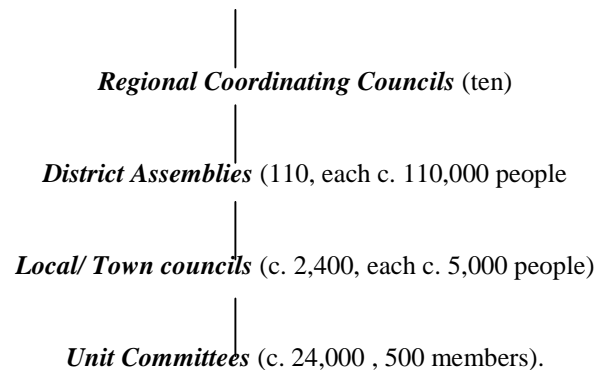 Regional Coordinating Councils (ten)
District Assemblies (110, each c. 110,000 people
Local/ Town councils (c. 2,400, each c. 5,000 people)
Unit Committees (c. 24,000 , 500 members).